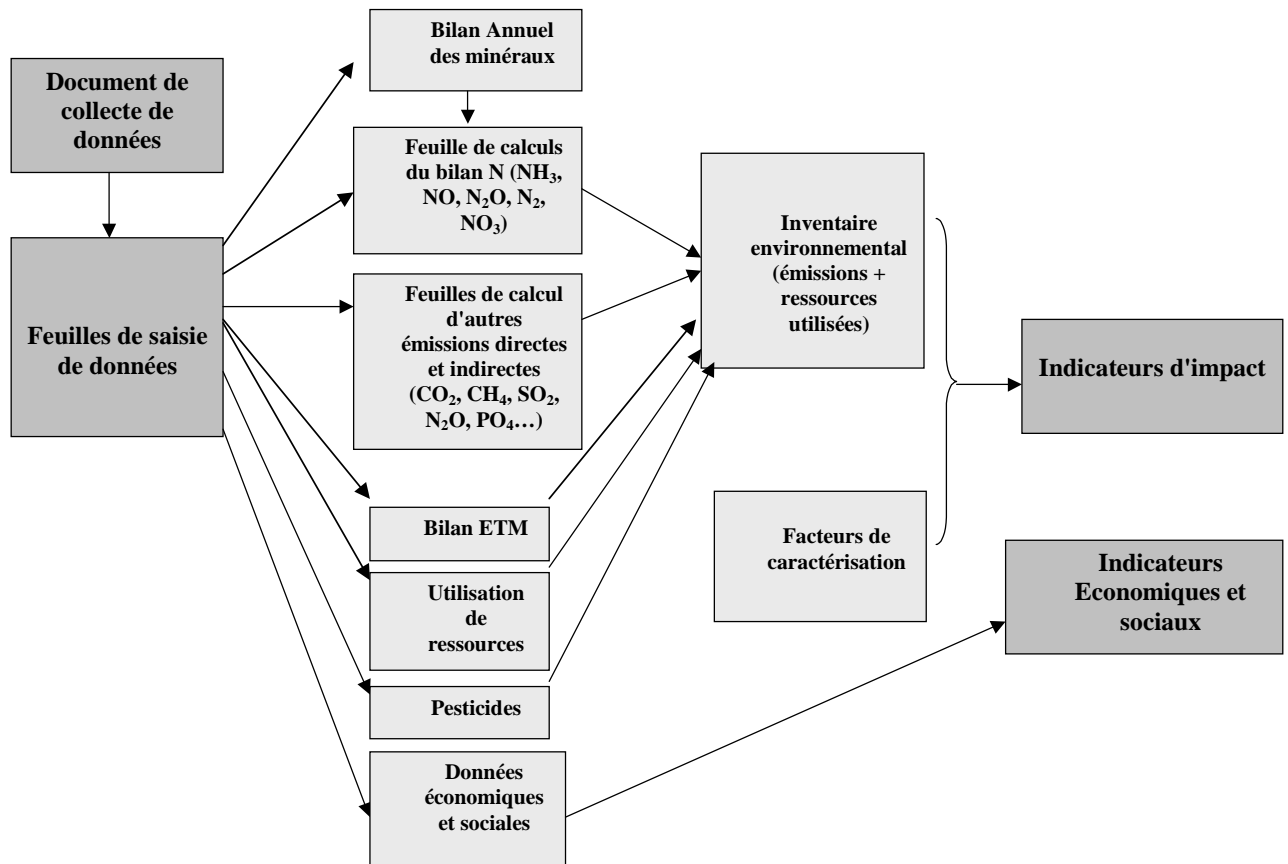 Document de
collecte de
données
Feuilles de saisie
de données
Bilan Annuel
des minéraux
Feuille de calculs
du bilan N (NH₃,
NO, N₂O, N₂,
NO₃)
Feuilles de calcul
d'autres
émissions directes
et indirectes
(CO₂, CH₄, SO₂,
N₂O, PO₄…)
Bilan ETM
Utilisation
de
ressources
Pesticides
Données
économiques
et sociales
Inventaire
environnemental
(émissions +
ressources
utilisées)
Facteurs de
caractérisation
Indicateurs d'impact
Indicateurs
Economiques et
sociaux